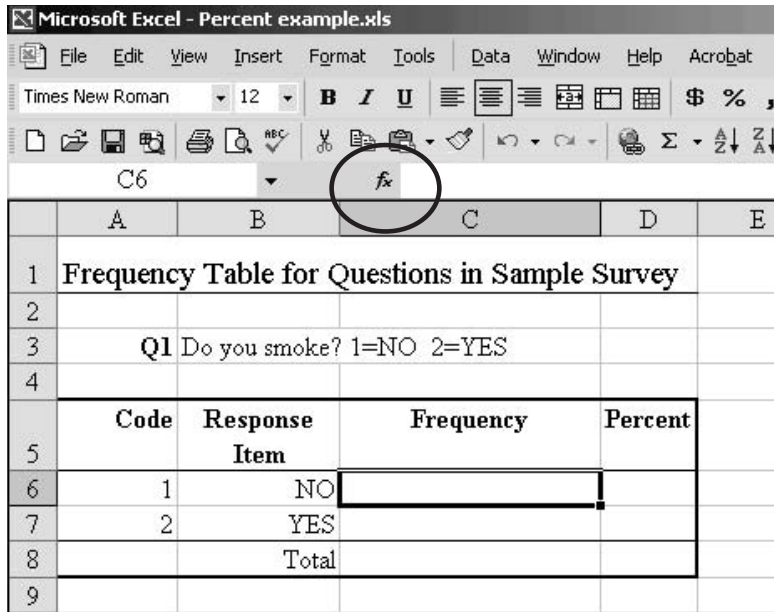 Microsoft Excel - Percent example.xls
File Edit View Insert Format Tools Data Window Help Acrobat
Times New Roman 12 B I U $ % ,
ABC Σ A Z Z A
C6 fx
A B C D E
1 Frequency Table for Questions in Sample Survey
2
3 Q1 Do you smoke? 1=NO 2=YES
4
Code Response Frequency Percent
5 Item
6 1 NO
7 2 YES
8 Total
9